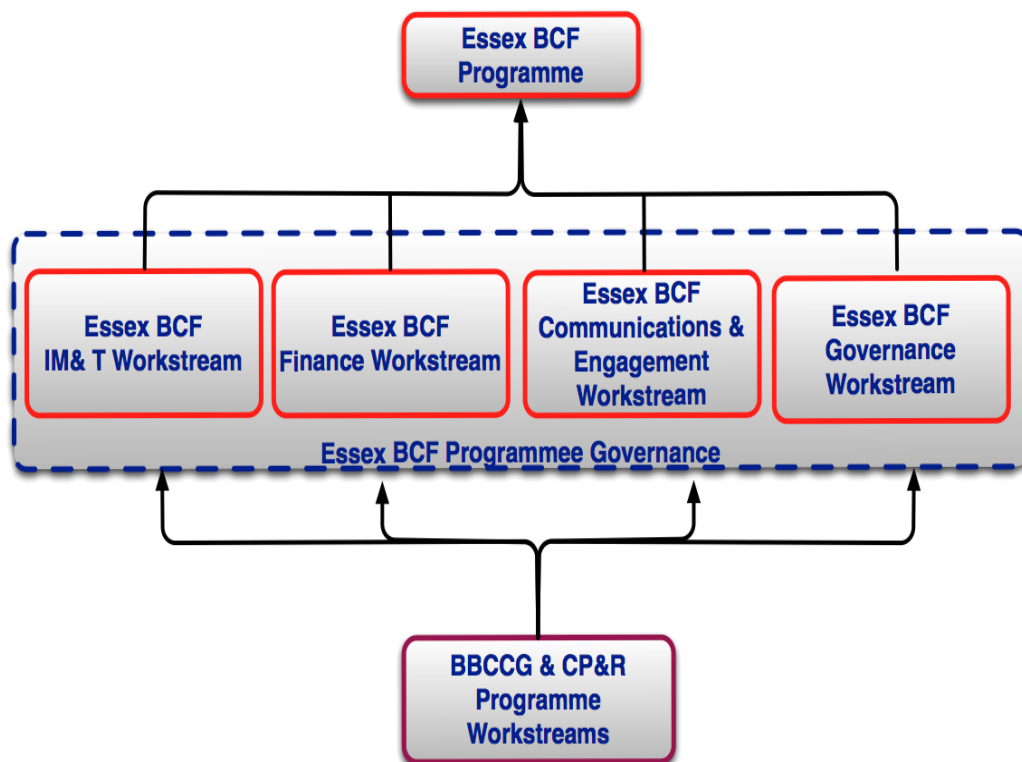 Essex BCF
Programme
Essex BCF
IM& T Workstream
Essex BCF
Finance Workstream
Essex BCF
Communications &
Engagement
Workstream
Essex BCF
Governance
Workstream
Essex BCF Programmee Governance
BBCCG & CP&R
Programme
Workstreams